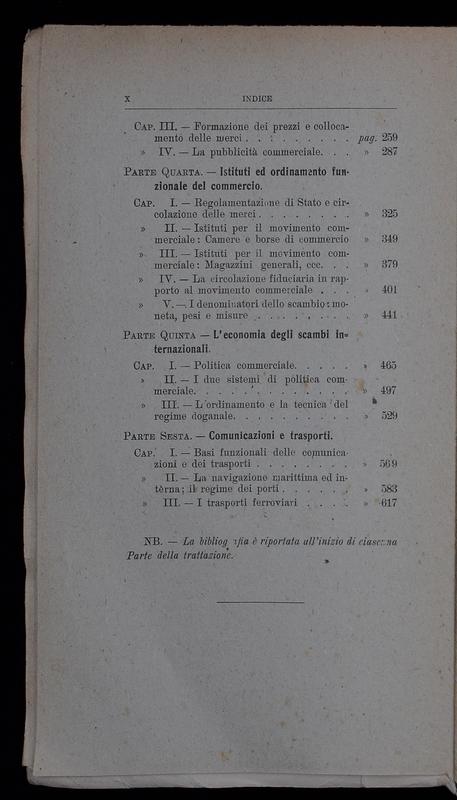 X INDICE
CAP. III. — Formazione dei prezzi e colloca-
mento delle merci . . . . . . . . pag. 259
» IV. — La pubblicità commerciale. . . » 287
PARTE QUARTA. — Istituti ed ordinamento fun-
zionale del commercio.
CAP. I. — Regolamentazione di Stato e cir-
colazione delle merci . . . . . . . . » 325
» II. — Istituti per il movimento com-
merciale: Camere e borse di commercio » 349
» III. — Istituti per il movimento com-
merciale: Magazzini generali, ecc. . . » 379
» IV. — La circolazione fiduciaria in rap-
porto al movimento commerciale . . . » 401
» V. — I denominatori dello scambio: mo-
neta, pesi e misure . . . . . . . . » 441
PARTE QUINTA — L'economia degli scambi in-
ternazionali.
CAP. I. — Politica commerciale. . . . . » 465
» II. — I due sistemi di politica com-
merciale. . . . . . . . . . . . . » 497
» III. — L'ordinamento e la tecnica del
regime doganale. . . . . . . . . . » 529
PARTE SESTA. — Comunicazioni e trasporti.
CAP. I. — Basi funzionali delle comunica-
zioni e dei trasporti . . . . . . . . » 569
» II. — La navigazione marittima ed in-
terna; il regime dei porti . . . . . . » 583
» III. — I trasporti ferroviari . . . . . » 617
NB. — La bibliografia è riportata all'inizio di ciascuna
Parte della trattazione.